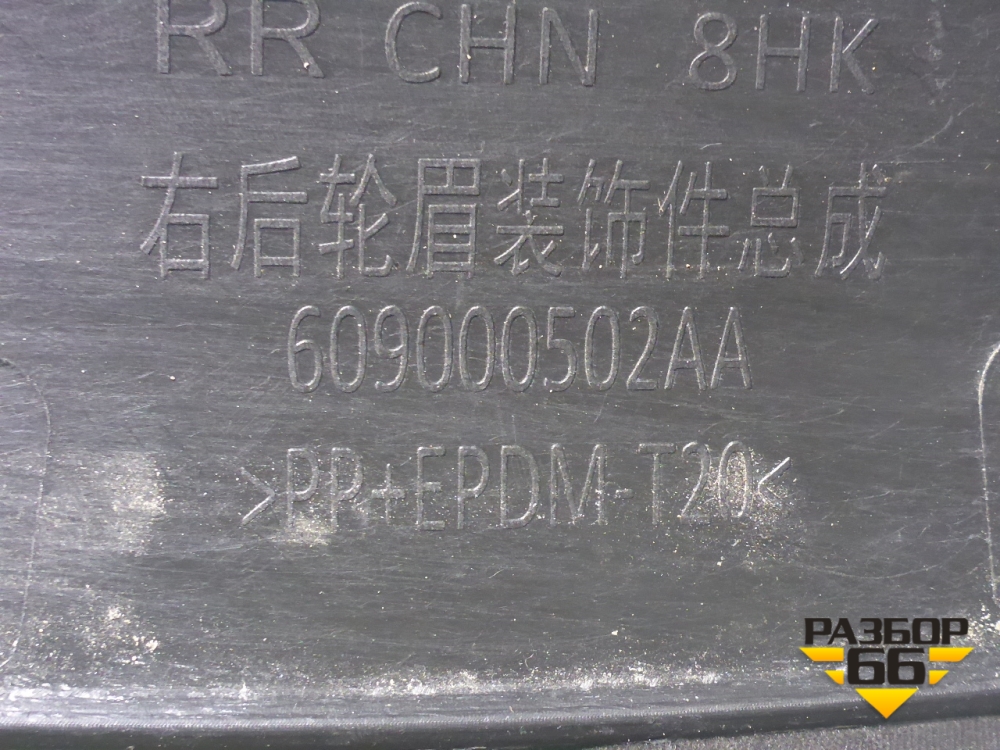 RR CHN 8HK
右后轮眉装饰件总成
609000502AA
>PP+EPDM-T20<
РАЗБОР
66